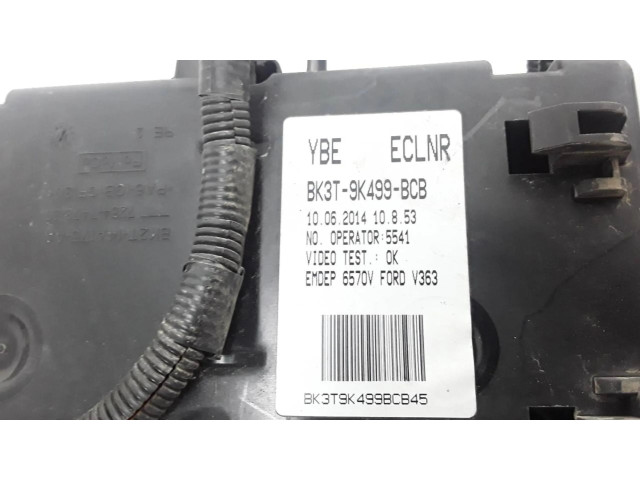 YBE ECLNR
BK3T-9K499-BCB
10.06.2014 10.8.53
NO. OPERATOR:5541
VIDEO TEST.: OK
EMDEP 6570V FORD V363
BK3T9K499BCB45